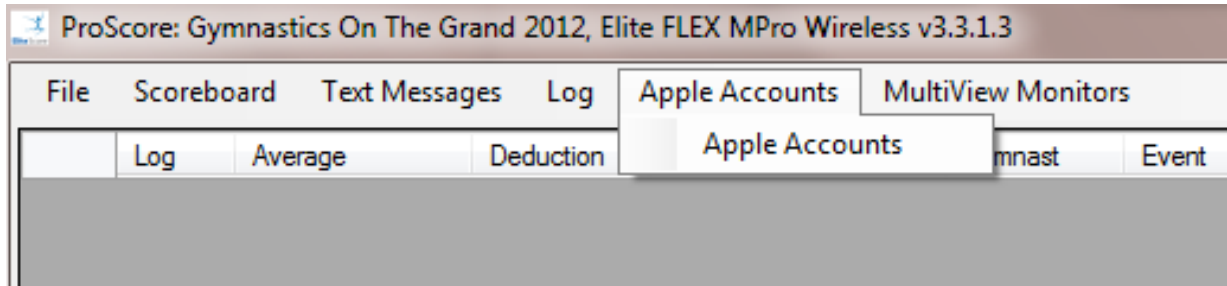 ProScore: Gymnastics On The Grand 2012, Elite FLEX MPro Wireless v3.3.1.3
File Scoreboard Text Messages Log Apple Accounts MultiView Monitors
Apple Accounts
Log Average Deduction mnast Event